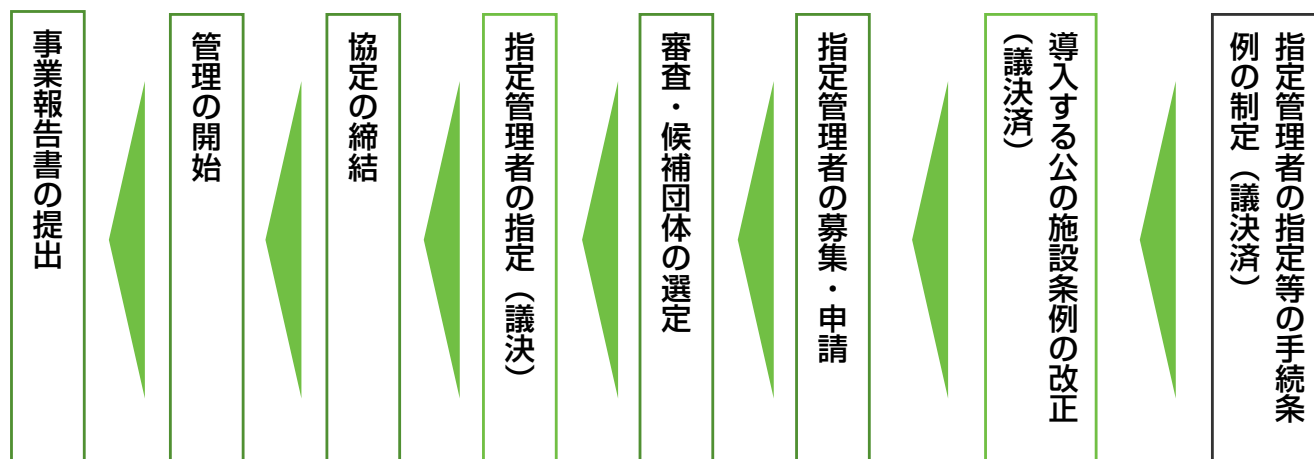 指定管理者の指定等の手続条
例の制定（議決済）
導入する公の施設条例の改正
（議決済）
指定管理者の募集・申請
審査・候補団体の選定
指定管理者の指定（議決）
協定の締結
管理の開始
事業報告書の提出